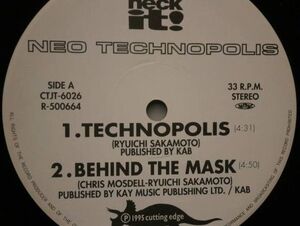 neck
it!
NEO TECHNOPOLIS
SIDE A
CTJT-6026
R-500664
33 R.P.M.
STEREO
1.TECHNOPOLIS (4:31)
(RYUICHI SAKAMOTO)
PUBLISHED BY KAB
2.BEHIND THE MASK (4:50)
(CHRIS MOSDELL-RYUICHI SAKAMOTO)
PUBLISHED BY KAY MUSIC PUBLISHING LTD. / KAB
℗ 1995 cutting edge